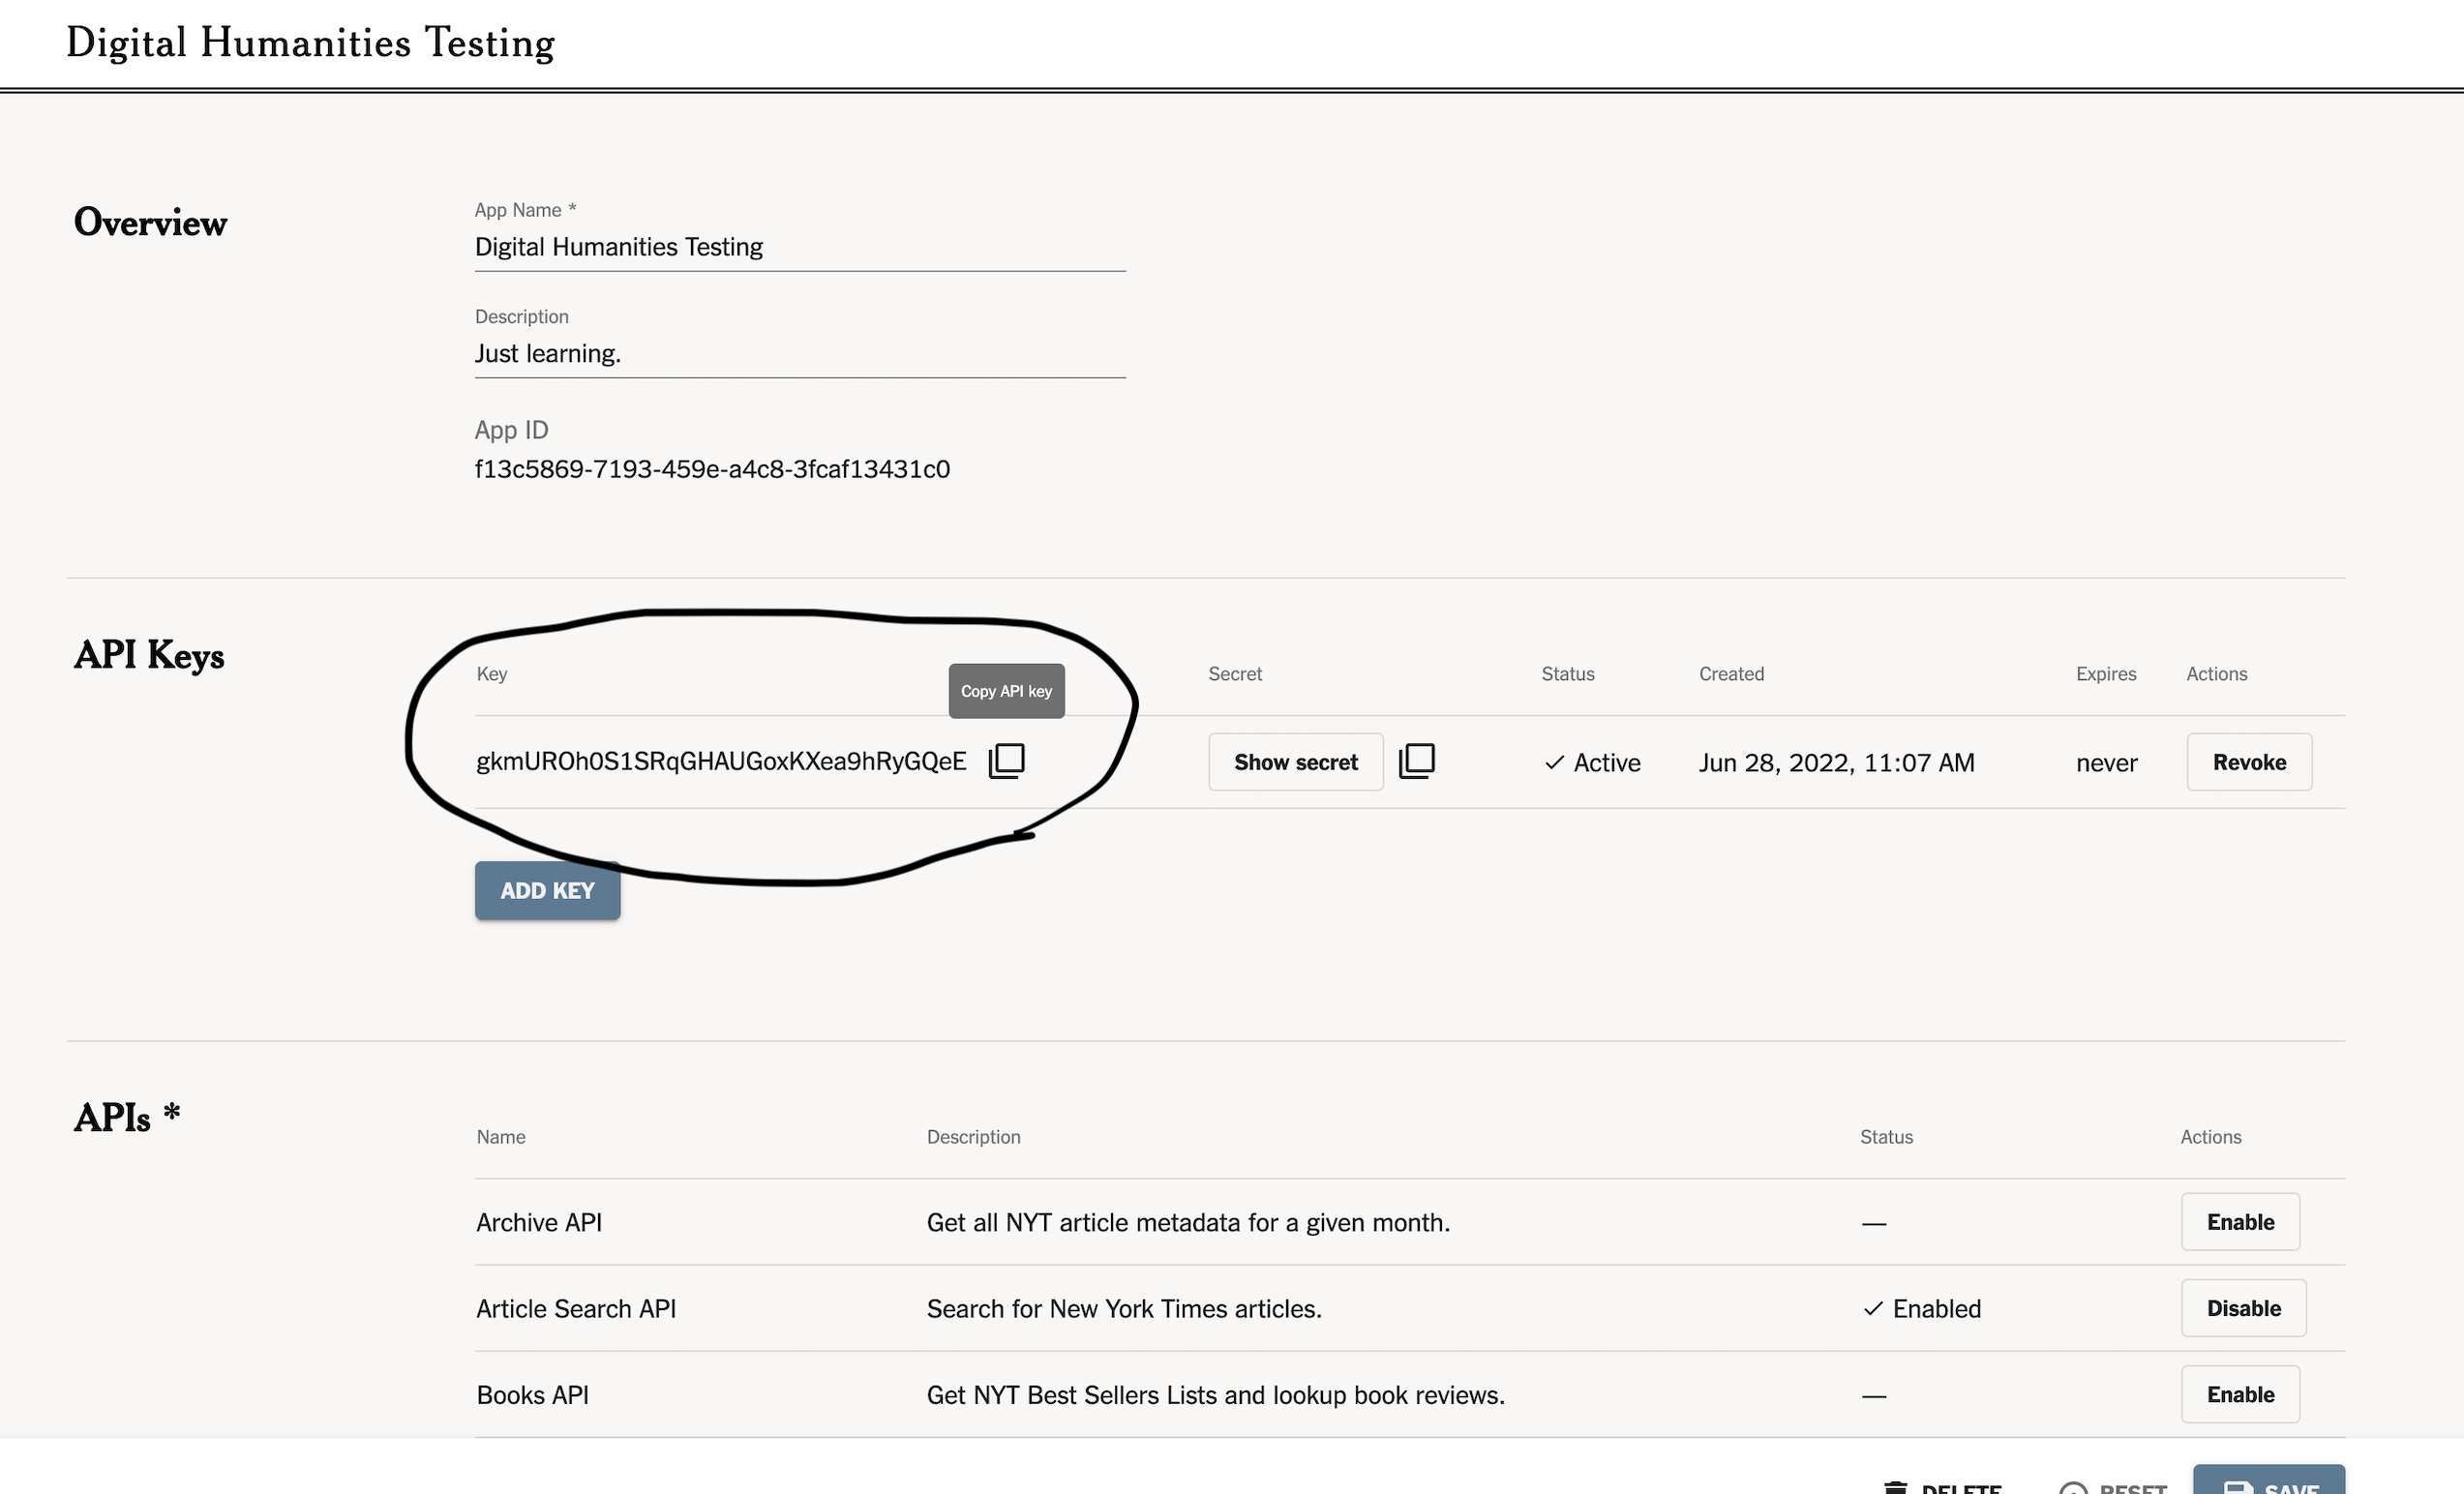 Digital Humanities Testing
Overview
App Name *
Digital Humanities Testing
Description
Just learning.
App ID
f13c5869-7193-459e-a4c8-3fcaf13431c0
API Keys
Key Copy API key Secret Status Created Expires Actions
gkmUROh0S1SRqGHAUGoxKXea9hRyGQeE Show secret Active Jun 28, 2022, 11:07 AM never Revoke
ADD KEY
APIs *
Name Description Status Actions
Archive API Get all NYT article metadata for a given month. — Enable
Article Search API Search for New York Times articles. Enabled Disable
Books API Get NYT Best Sellers Lists and lookup book reviews. — Enable
DELETE RESET SAVE